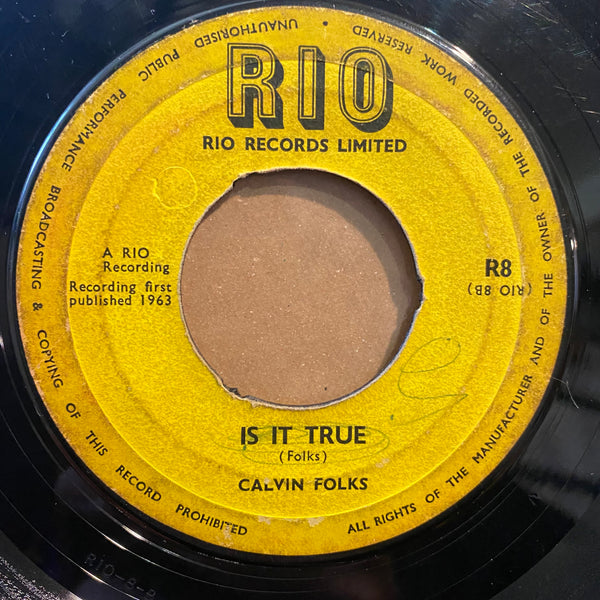 RIO
RIO RECORDS LIMITED
A RIO
Recording
Recording first
published 1963
R8
(RIO 8B)
IS IT TRUE
(Folks)
CALVIN FOLKS
ALL RIGHTS OF THE MANUFACTURER AND OF THE OWNER OF THE RECORDED WORK RESERVED
UNAUTHORISED PUBLIC PERFORMANCE BROADCASTING & COPYING OF THIS RECORD PROHIBITED